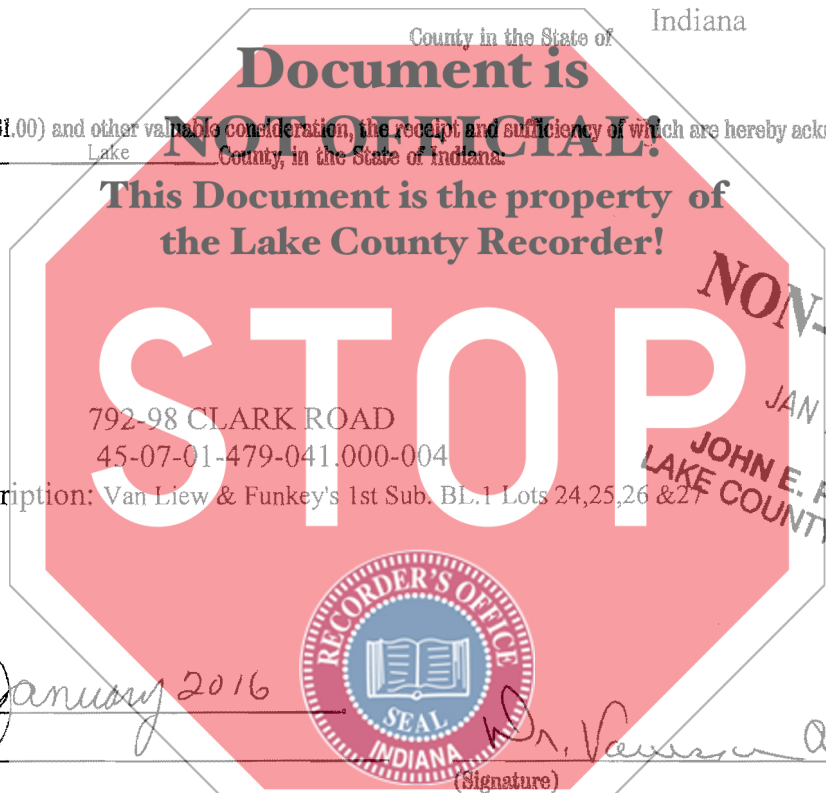 County in the State of Indiana
Document is
$1.00) and other valuable consideration, the receipt and sufficiency of which are hereby ackn
NOT OFFICIAL!
Lake County, in the State of Indiana:
This Document is the property of
the Lake County Recorder!
NON-
STOP
JAN
792-98 CLARK ROAD
JOHN E. P
45-07-01-479-041.000-004
LAKE COUNTY
ription: Van Liew & Funkey's 1st Sub. BL.1 Lots 24,25,26 &27
RECORDER'S OFFICE
SEAL
INDIANA
January 2016
Dr.
(Signature)